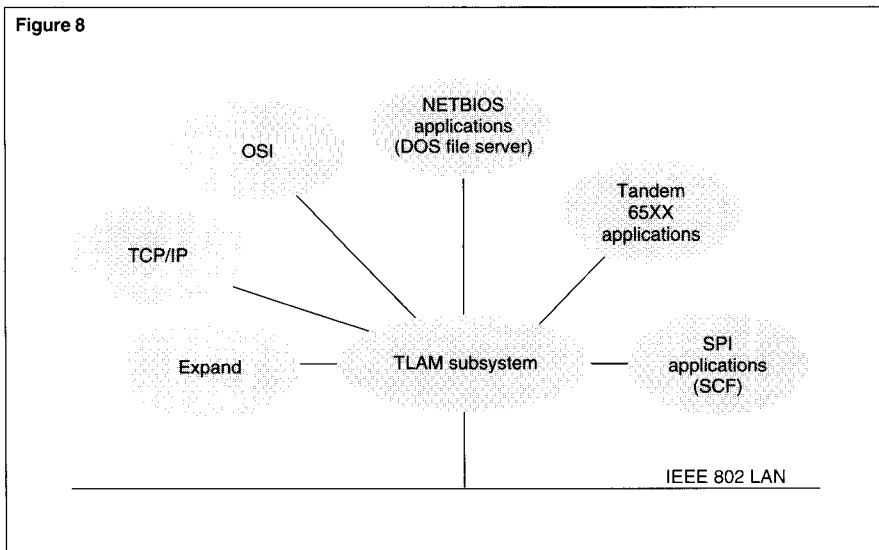 Figure 8
NETBIOS
applications
(DOS file server)
OSI
Tandem
65XX
applications
TCP/IP
SPI
applications
(SCF)
Expand
TLAM subsystem
IEEE 802 LAN